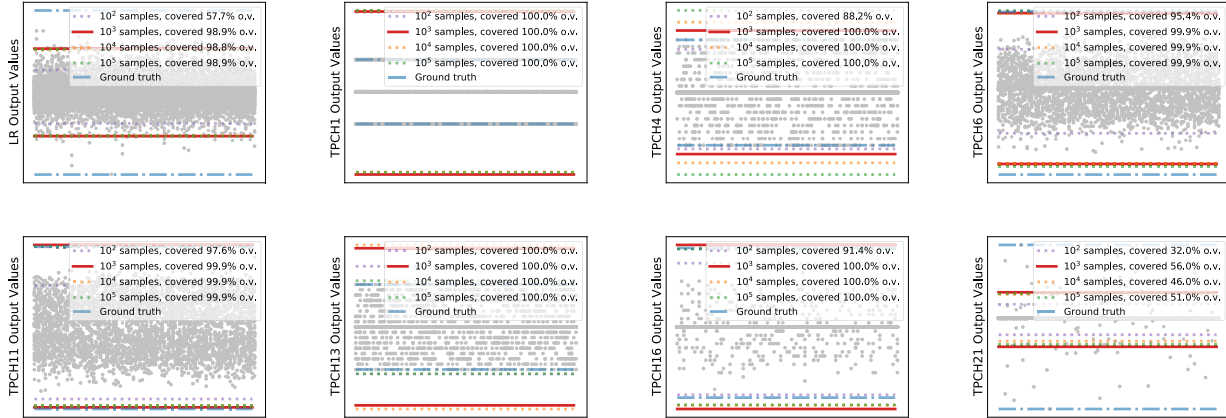 LR Output Values
10² samples, covered 57.7% o.v.
10³ samples, covered 98.9% o.v.
10⁴ samples, covered 98.8% o.v.
10⁵ samples, covered 98.9% o.v.
Ground truth
TPCH1 Output Values
10² samples, covered 100.0% o.v.
10³ samples, covered 100.0% o.v.
10⁴ samples, covered 100.0% o.v.
10⁵ samples, covered 100.0% o.v.
Ground truth
TPCH4 Output Values
10² samples, covered 88.2% o.v.
10³ samples, covered 100.0% o.v.
10⁴ samples, covered 100.0% o.v.
10⁵ samples, covered 100.0% o.v.
Ground truth
TPCH6 Output Values
10² samples, covered 95.4% o.v.
10³ samples, covered 99.9% o.v.
10⁴ samples, covered 99.9% o.v.
10⁵ samples, covered 99.9% o.v.
Ground truth
TPCH11 Output Values
10² samples, covered 97.6% o.v.
10³ samples, covered 99.9% o.v.
10⁴ samples, covered 99.9% o.v.
10⁵ samples, covered 99.9% o.v.
Ground truth
TPCH13 Output Values
10² samples, covered 100.0% o.v.
10³ samples, covered 100.0% o.v.
10⁴ samples, covered 100.0% o.v.
10⁵ samples, covered 100.0% o.v.
Ground truth
TPCH16 Output Values
10² samples, covered 91.4% o.v.
10³ samples, covered 100.0% o.v.
10⁴ samples, covered 100.0% o.v.
10⁵ samples, covered 100.0% o.v.
Ground truth
TPCH21 Output Values
10² samples, covered 32.0% o.v.
10³ samples, covered 56.0% o.v.
10⁴ samples, covered 46.0% o.v.
10⁵ samples, covered 51.0% o.v.
Ground truth